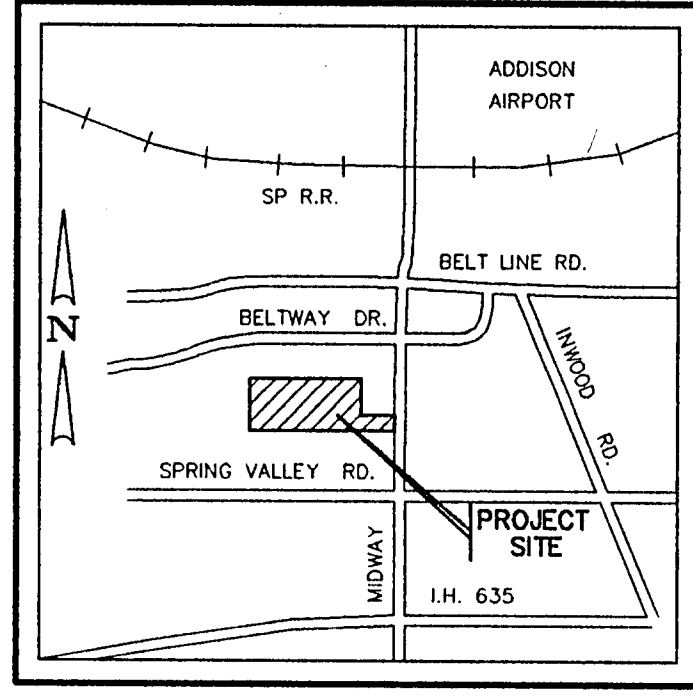 ADDISON
AIRPORT
SP R.R.
BELT LINE RD.
BELTWAY DR.
N
INWOOD RD.
SPRING VALLEY RD.
PROJECT
SITE
MIDWAY
I.H. 635